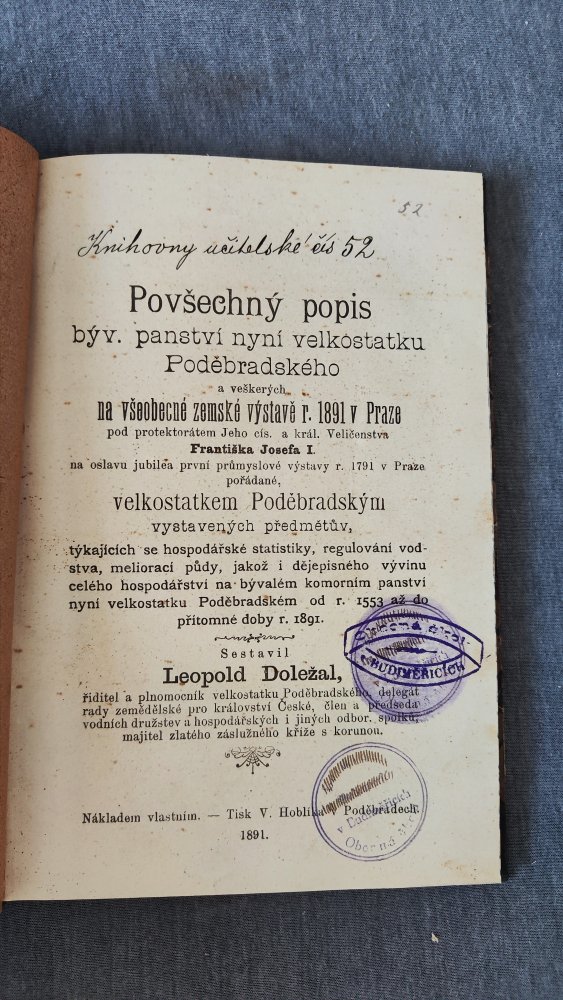 52
Knihovny učitelské čís 52
Povšechný popis
býv. panství nyní velkostatku
Poděbradského
a veškerých
na všeobecné zemské výstavě r. 1891 v Praze
pod protektorátem Jeho cís. a král. Veličenstva
Františka Josefa I.
na oslavu jubilea první průmyslové výstavy r. 1791 v Praze
pořádané,
velkostatkem Poděbradským
vystavených předmětův,
týkajících se hospodářské statistiky, regulování vod-
stva, meliorací půdy, jakož i dějepisného vývinu
celého hospodářství na bývalém komorním panství
nyní velkostatku Poděbradském od r. 1553 až do
přítomné doby r. 1891.
Sestavil
Leopold Doležal,
řiditel a plnomocník velkostatku Poděbradského, delegát
rady zemědělské pro království České, člen a předseda
vodních družstev a hospodářských i jiných odbor. spolků,
majitel zlatého záslužného kříže s korunou.
Nákladem vlastním. — Tisk V. Hoblíka v Poděbradech.
1891.